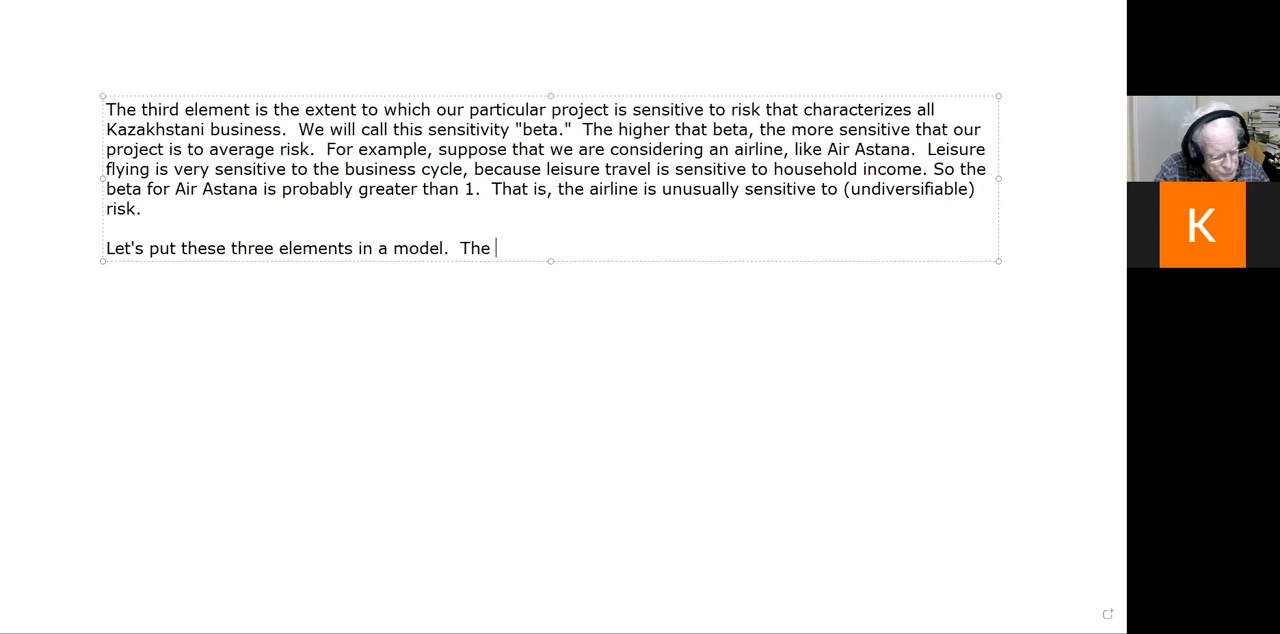 The third element is the extent to which our particular project is sensitive to risk that characterizes all
Kazakhstani business.  We will call this sensitivity "beta."  The higher that beta, the more sensitive that our
project is to average risk.  For example, suppose that we are considering an airline, like Air Astana.  Leisure
flying is very sensitive to the business cycle, because leisure travel is sensitive to household income. So the
beta for Air Astana is probably greater than 1.  That is, the airline is unusually sensitive to (undiversifiable)
risk.
Let's put these three elements in a model.  The
K